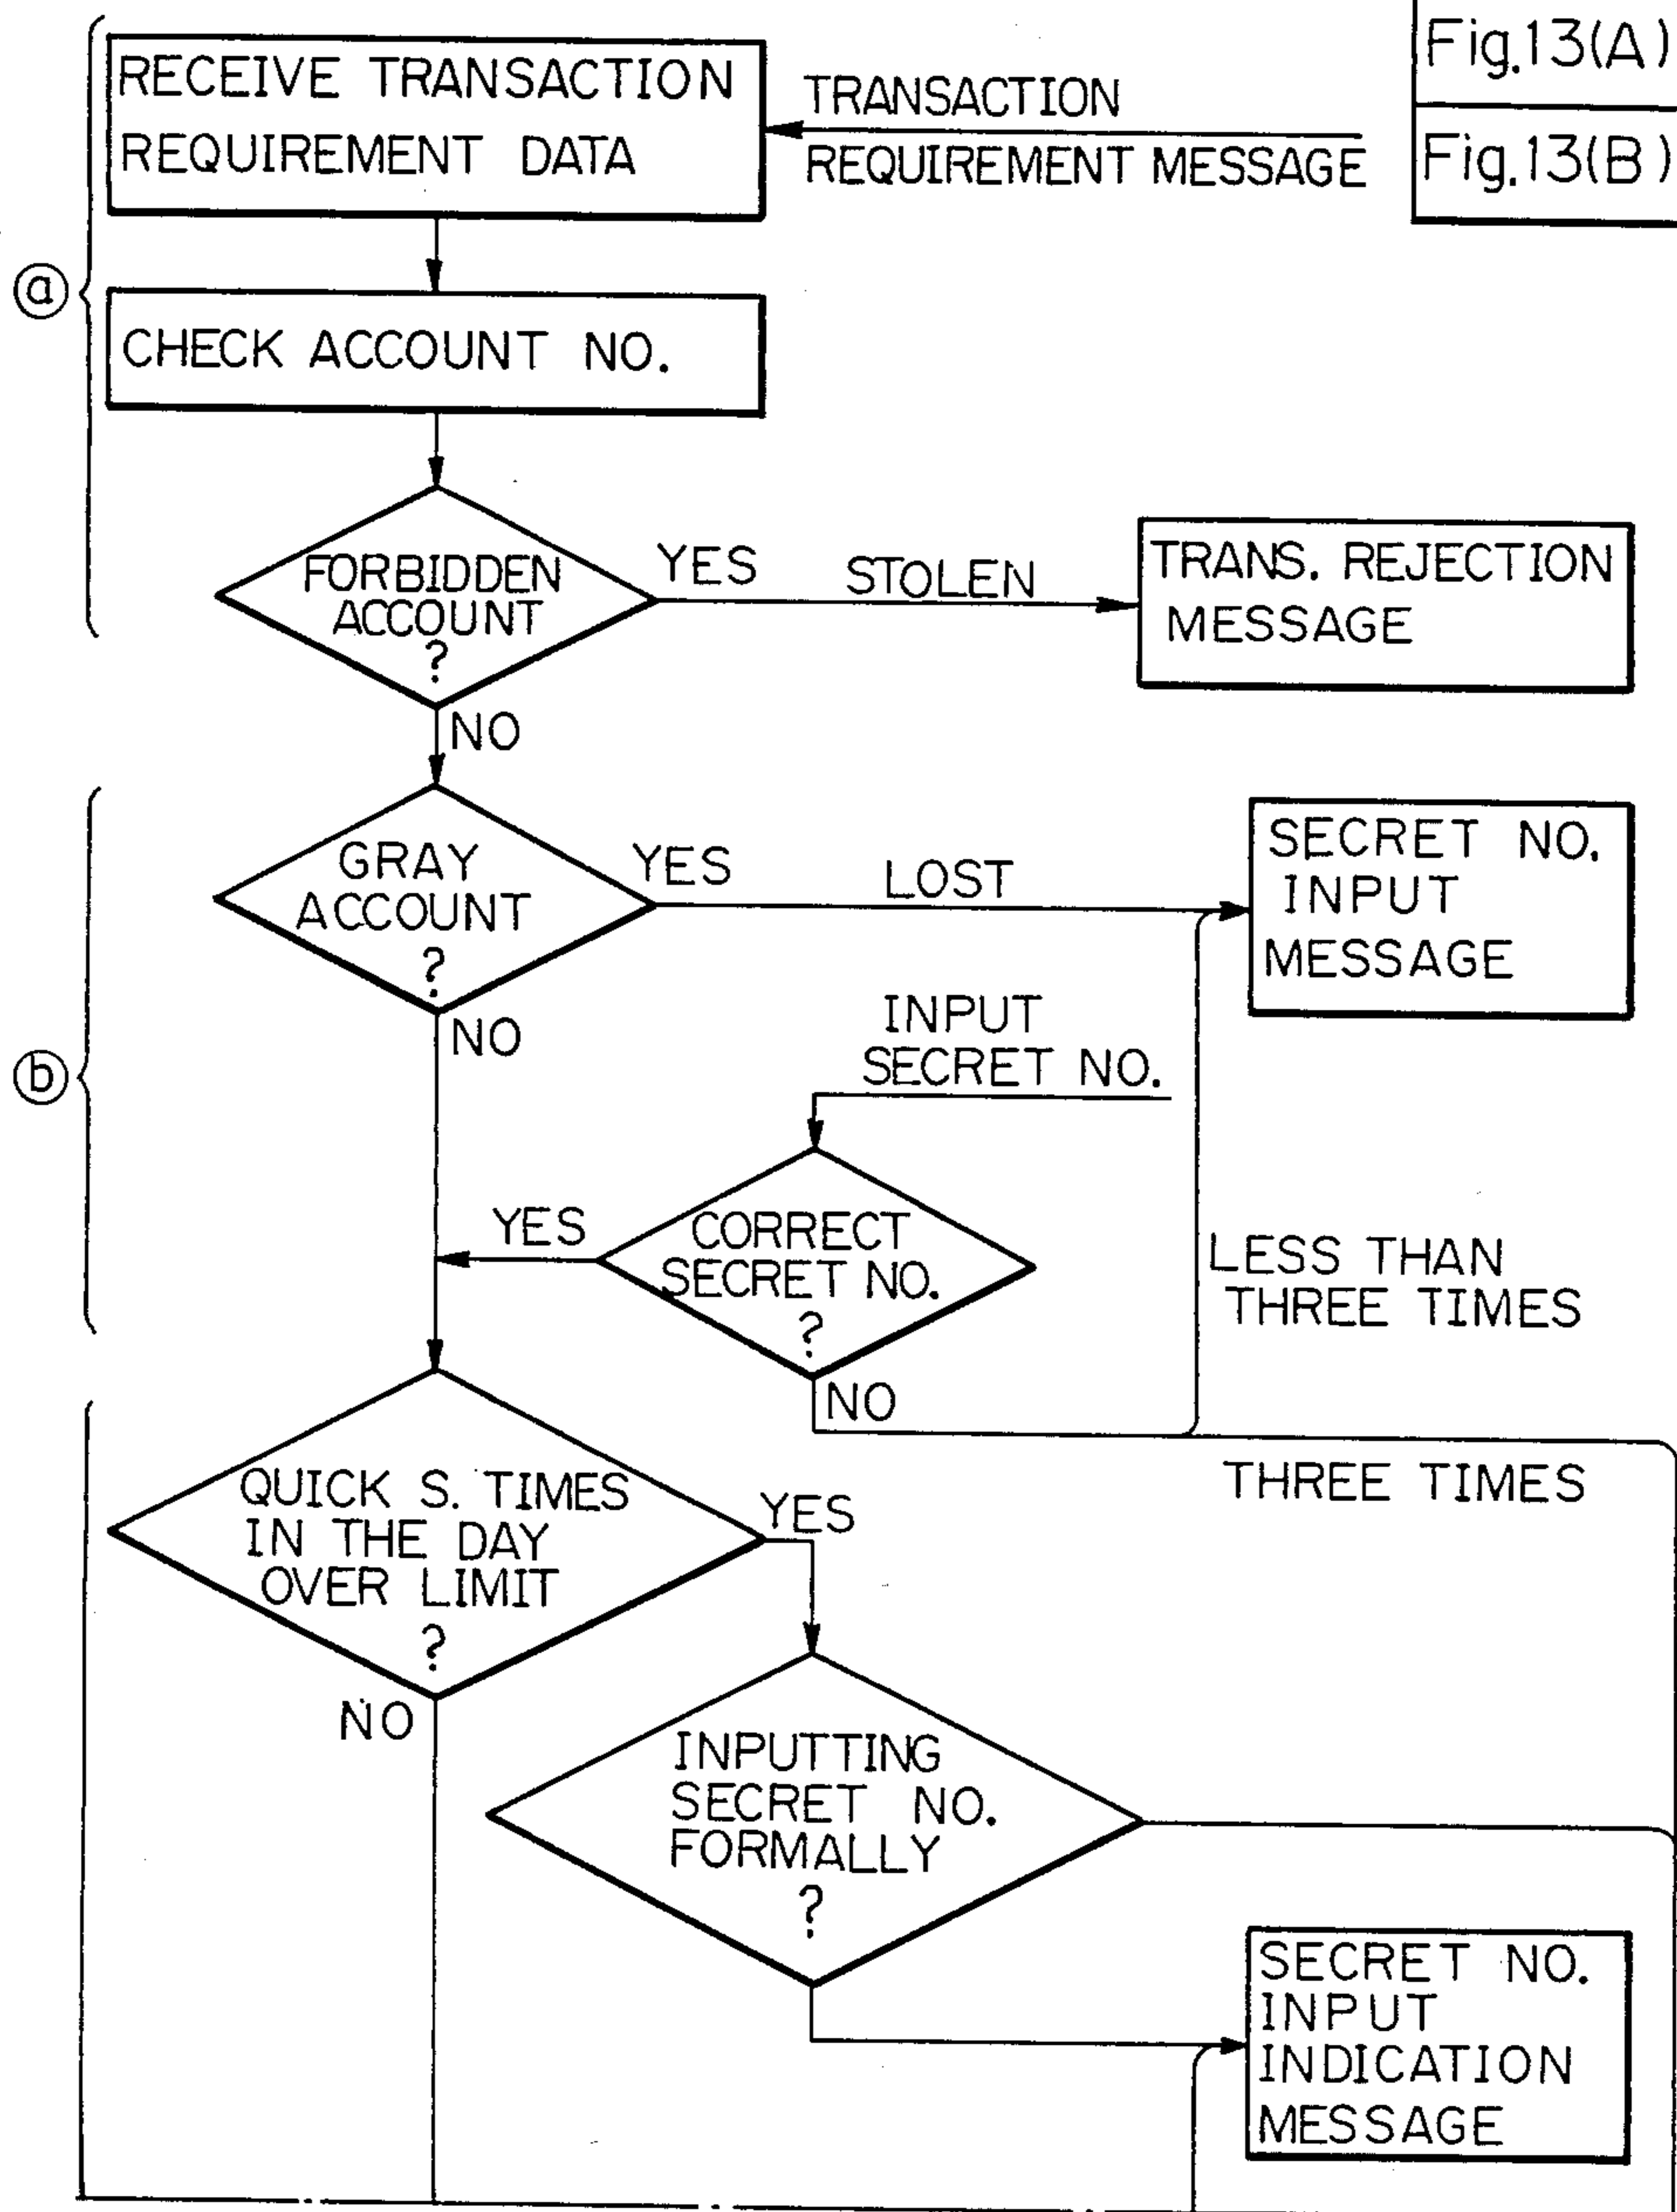 Fig.13(A)
Fig.13(B)
RECEIVE TRANSACTION
REQUIREMENT DATA
TRANSACTION
REQUIREMENT MESSAGE
ⓐ
CHECK ACCOUNT NO.
FORBIDDEN
ACCOUNT
?
YES
STOLEN
TRANS. REJECTION
MESSAGE
NO
ⓑ
GRAY
ACCOUNT
?
YES
LOST
SECRET NO.
INPUT
MESSAGE
NO
INPUT
SECRET NO.
YES
CORRECT
SECRET NO.
?
LESS THAN
THREE TIMES
NO
THREE TIMES
QUICK S. TIMES
IN THE DAY
OVER LIMIT
?
YES
NO
INPUTTING
SECRET NO.
FORMALLY
?
SECRET NO.
INPUT
INDICATION
MESSAGE